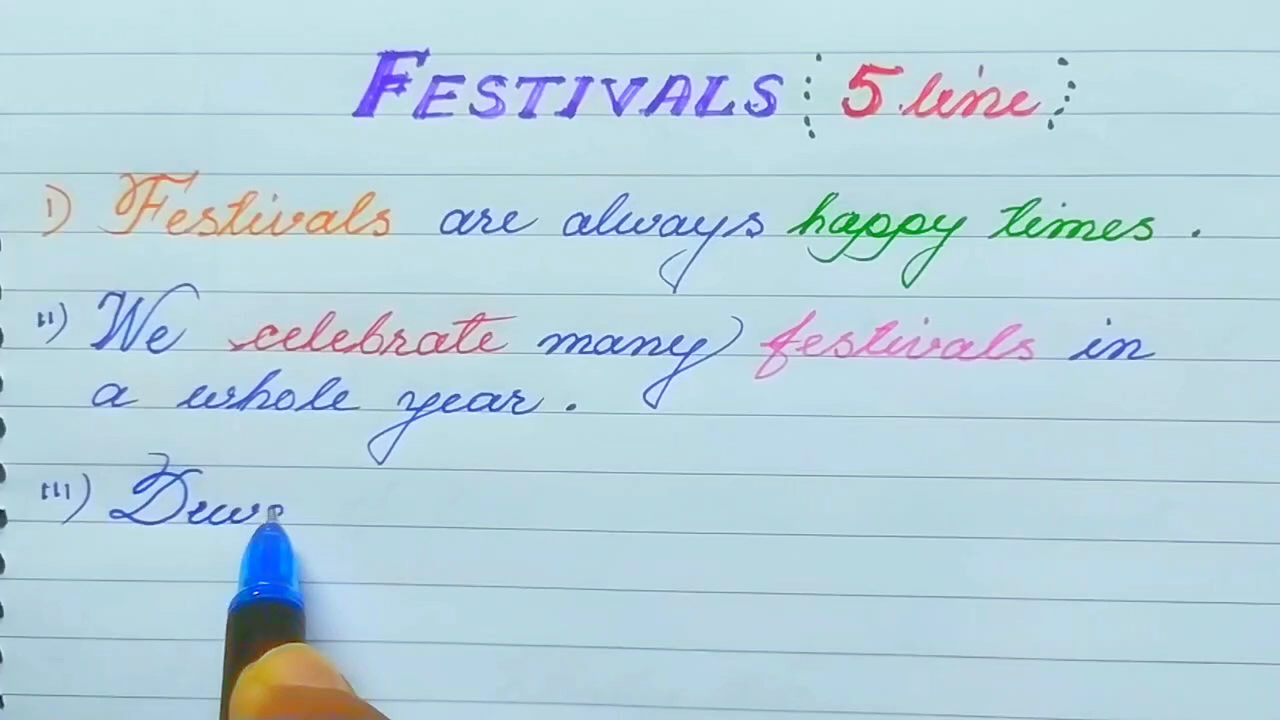 FESTIVALS (5 line)
i) Festivals are always happy times.
ii) We celebrate many festivals in
a whole year.
iii)